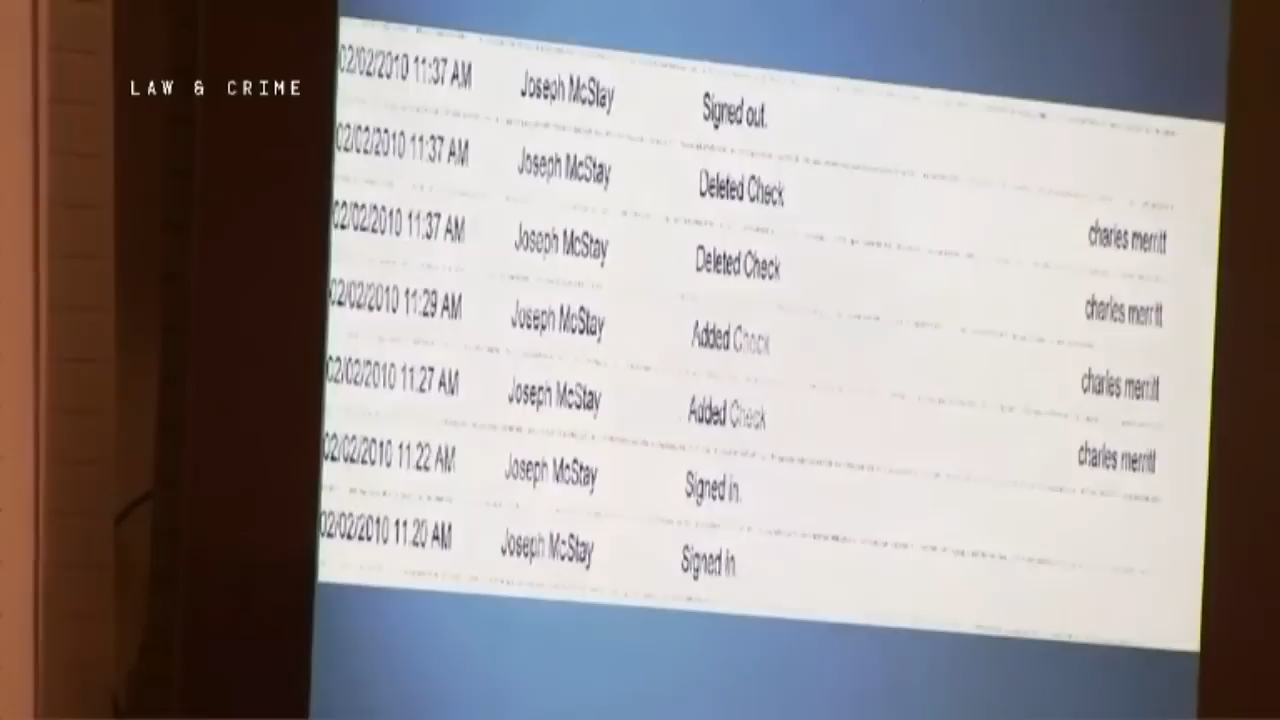 LAW & CRIME
02/02/2010 11:37 AM Joseph McStay Signed out.
02/02/2010 11:37 AM Joseph McStay Deleted Check charles merritt
02/02/2010 11:37 AM Joseph McStay Deleted Check charles merritt
02/02/2010 11:29 AM Joseph McStay Added Check charles merritt
02/02/2010 11:27 AM Joseph McStay Added Check charles merritt
02/02/2010 11:22 AM Joseph McStay Signed in.
02/02/2010 11:20 AM Joseph McStay Signed in.